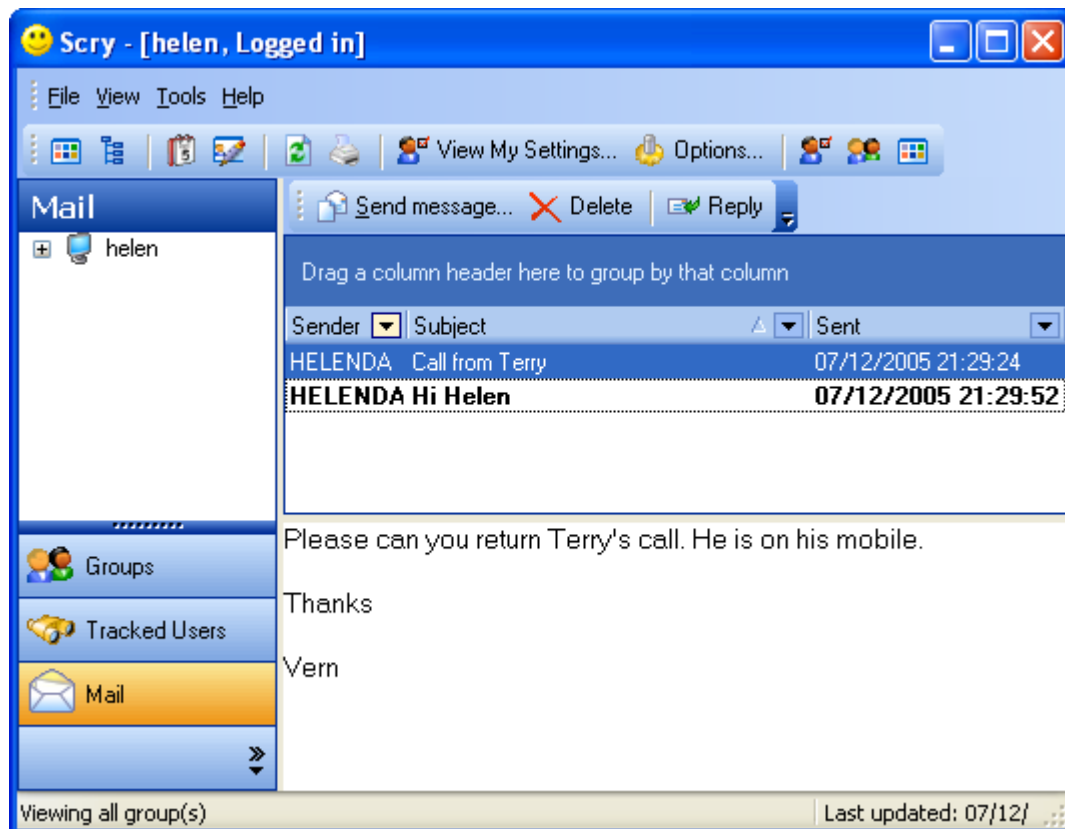 Scry - [helen, Logged in]
File View Tools Help
View My Settings... Options...
Mail
Send message... Delete Reply
helen
Drag a column header here to group by that column
Sender Subject Sent
HELENDA Call from Terry 07/12/2005 21:29:24
HELENDA Hi Helen 07/12/2005 21:29:52
Please can you return Terry's call. He is on his mobile.
Thanks
Vern
Groups
Tracked Users
Mail
Viewing all group(s) Last updated: 07/12/